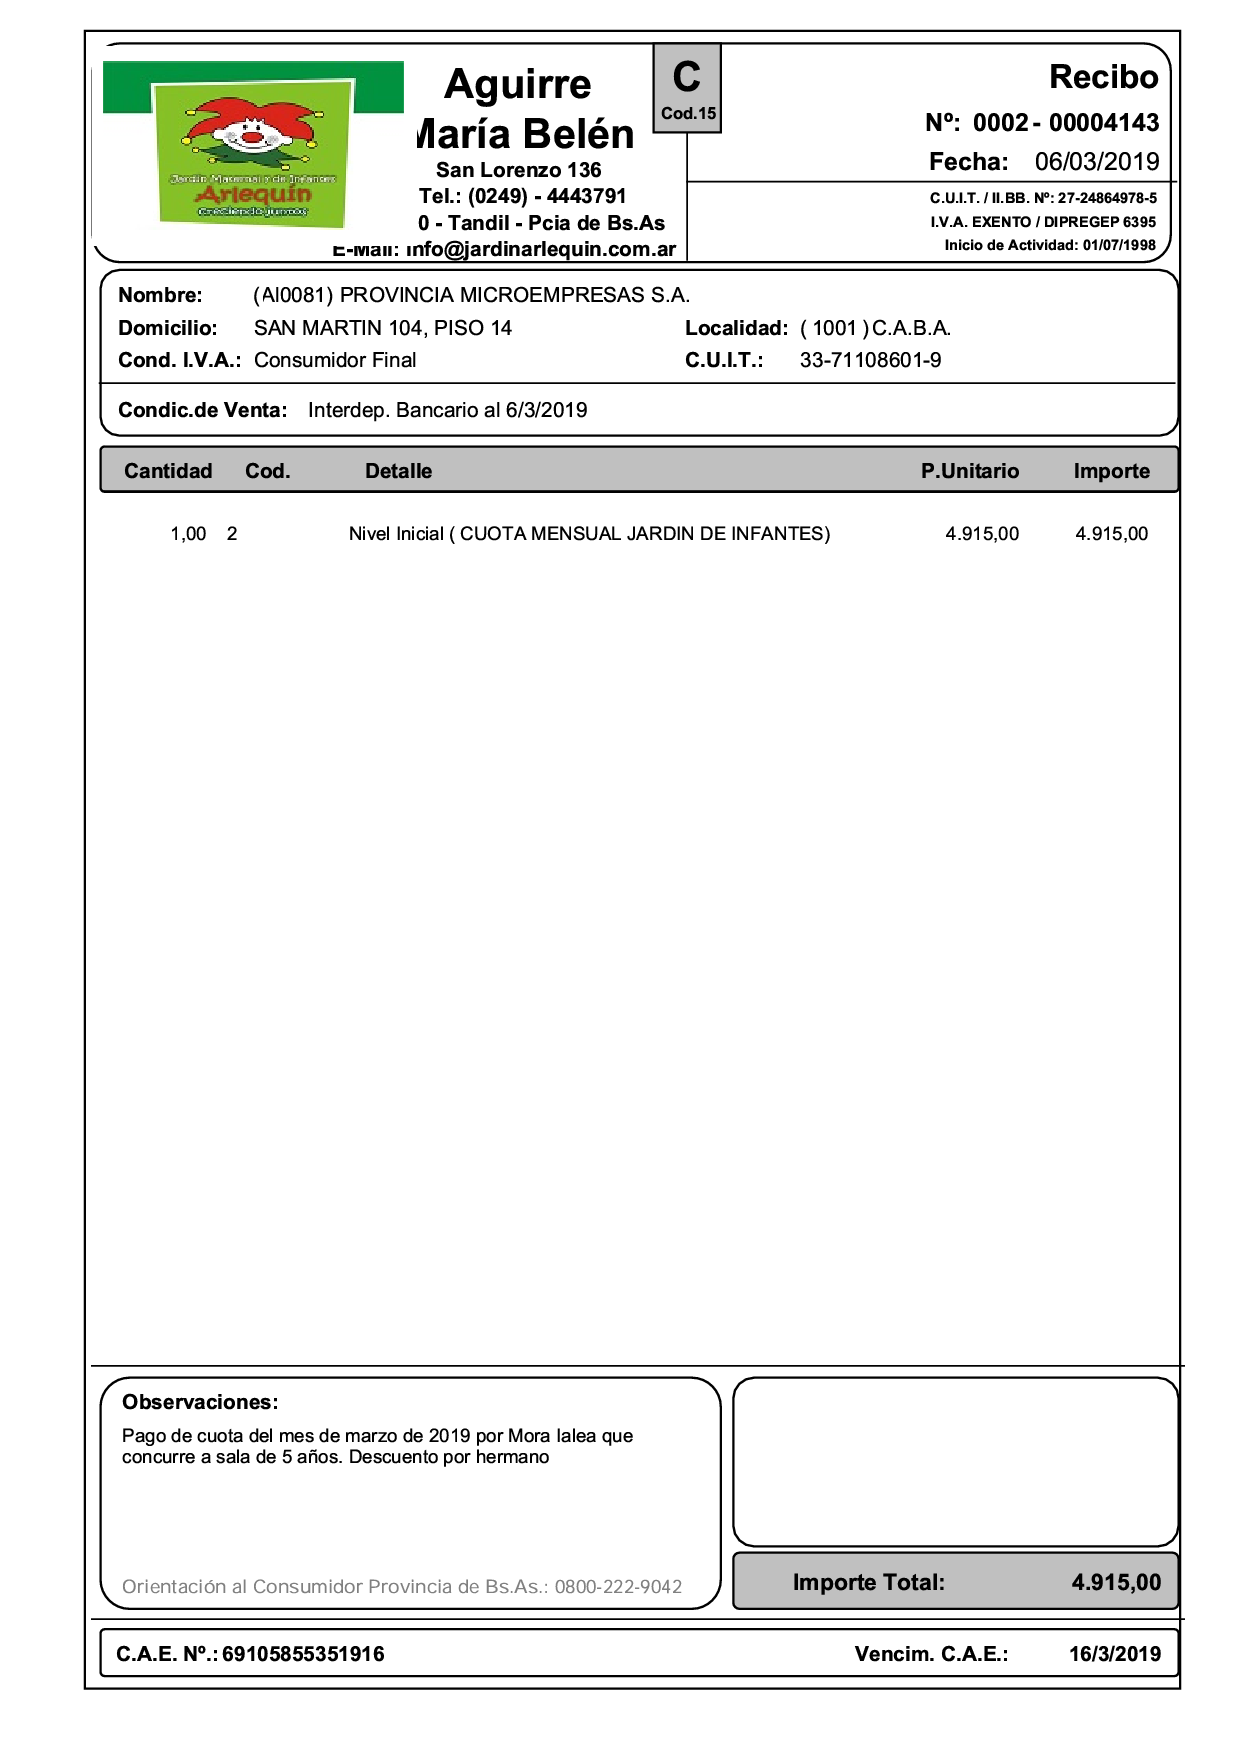 Jardín Maternal y de Infantes
Arlequín
Creciendo juntos
Aguirre
María Belén
San Lorenzo 136
Tel.: (0249) - 4443791
0 - Tandil - Pcia de Bs.As
E-Mail: info@jardinarlequin.com.ar
C
Cod.15
Recibo
Nº: 0002 - 00004143
Fecha: 06/03/2019
C.U.I.T. / II.BB. Nº: 27-24864978-5
I.V.A. EXENTO / DIPREGEP 6395
Inicio de Actividad: 01/07/1998
Nombre: (AI0081) PROVINCIA MICROEMPRESAS S.A.
Domicilio: SAN MARTIN 104, PISO 14 Localidad: ( 1001 ) C.A.B.A.
Cond. I.V.A.: Consumidor Final C.U.I.T.: 33-71108601-9
Condic.de Venta: Interdep. Bancario al 6/3/2019
Cantidad Cod. Detalle P.Unitario Importe
1,00 2 Nivel Inicial ( CUOTA MENSUAL JARDIN DE INFANTES) 4.915,00 4.915,00
Observaciones:
Pago de cuota del mes de marzo de 2019 por Mora Ialea que
concurre a sala de 5 años. Descuento por hermano
Orientación al Consumidor Provincia de Bs.As.: 0800-222-9042
Importe Total: 4.915,00
C.A.E. Nº.: 69105855351916 Vencim. C.A.E.: 16/3/2019